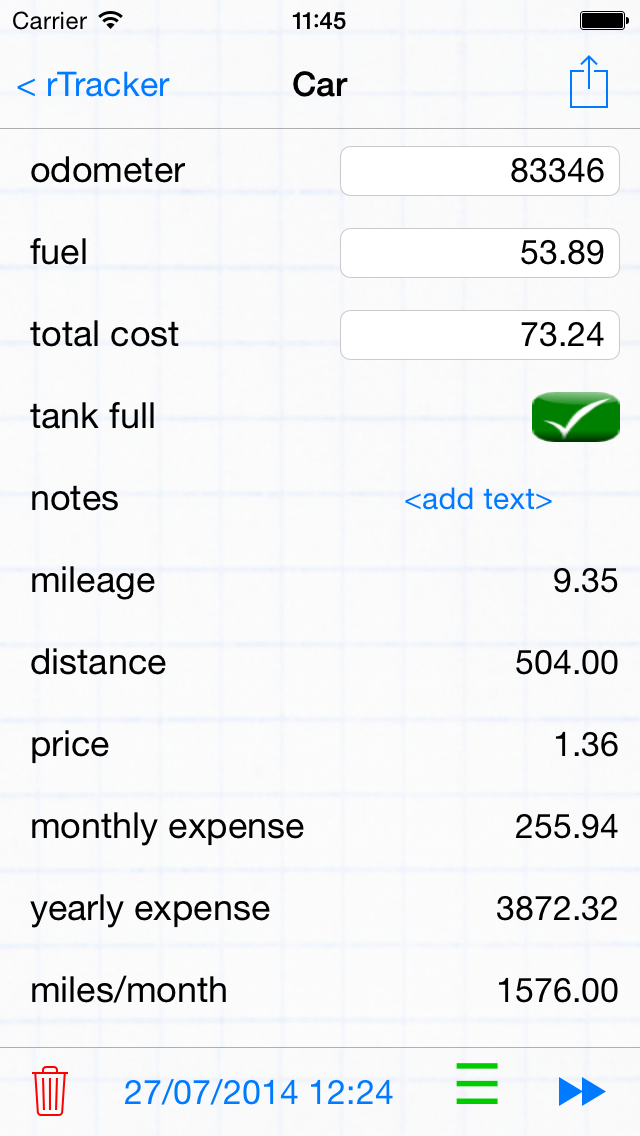 Carrier 11:45
< rTracker Car
odometer 83346
fuel 53.89
total cost 73.24
tank full
notes <add text>
mileage 9.35
distance 504.00
price 1.36
monthly expense 255.94
yearly expense 3872.32
miles/month 1576.00
27/07/2014 12:24